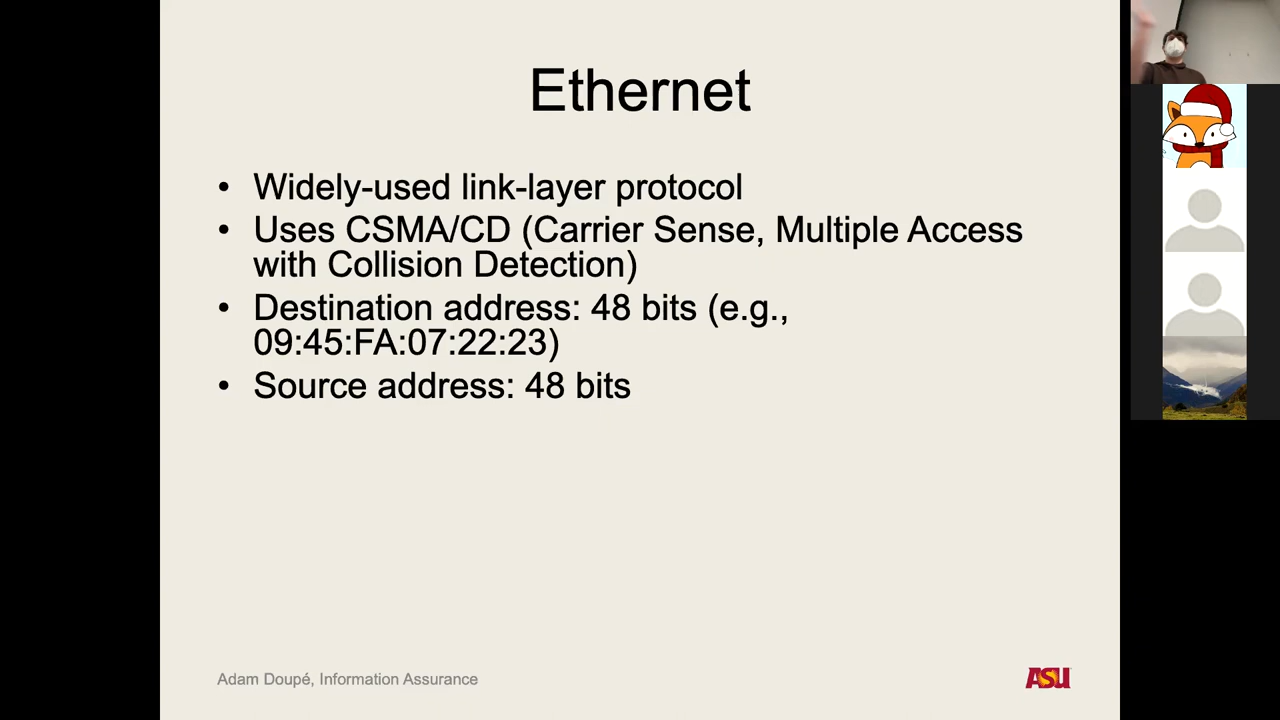 Ethernet
• Widely-used link-layer protocol
• Uses CSMA/CD (Carrier Sense, Multiple Access
with Collision Detection)
• Destination address: 48 bits (e.g.,
09:45:FA:07:22:23)
• Source address: 48 bits
Adam Doupé, Information Assurance
ASU